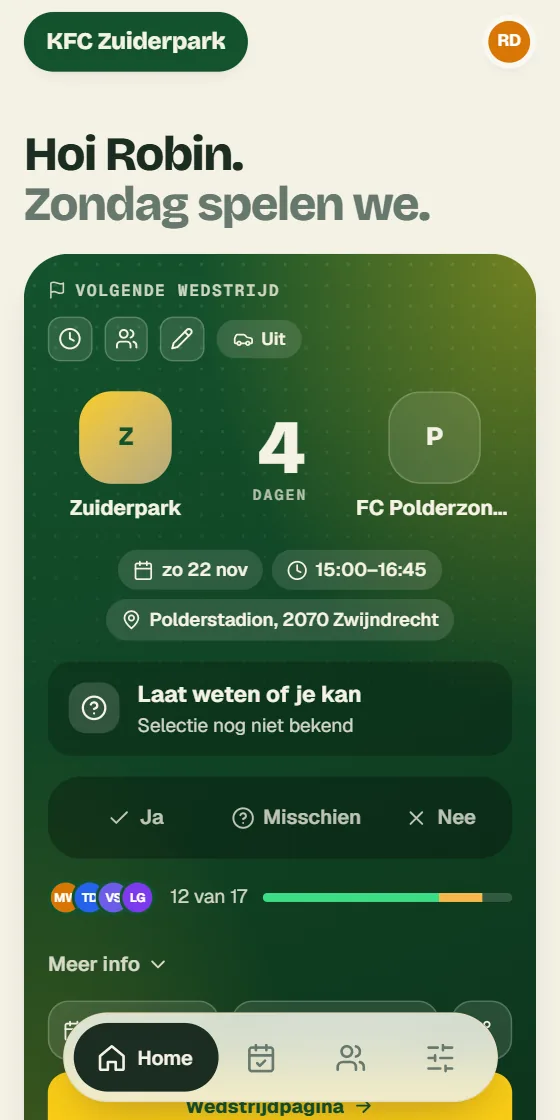 KFC Zuiderpark
RD
Hoi Robin.
Zondag spelen we.
VOLGENDE WEDSTRIJD
Uit
Z
4
P
DAGEN
Zuiderpark
FC Polderzon...
zo 22 nov
15:00–16:45
Polderstadion, 2070 Zwijndrecht
Laat weten of je kan
Selectie nog niet bekend
Ja
Misschien
Nee
MV TD VS LG
12 van 17
Meer info
Home
Wedstrijdpagina →